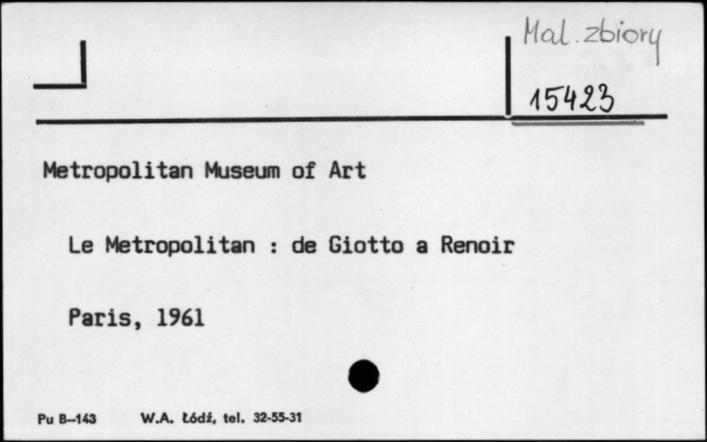 Mal. zbiory
15423
Metropolitan Museum of Art
Le Metropolitan : de Giotto a Renoir
Paris, 1961
Pu B-143 W.A. Łódź, tel. 32-55-31